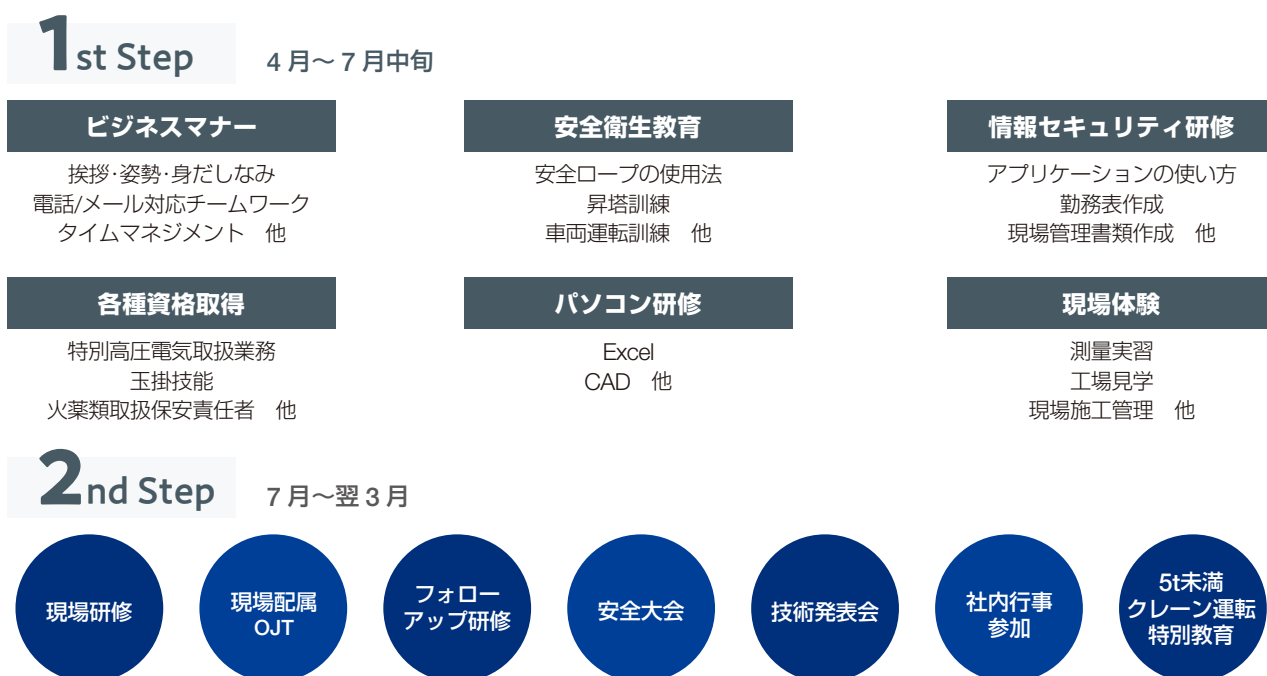 1st Step
4月〜7月中旬
ビジネスマナー
挨拶・姿勢・身だしなみ
電話/メール対応チームワーク
タイムマネジメント　他
安全衛生教育
安全ロープの使用法
昇塔訓練
車両運転訓練　他
情報セキュリティ研修
アプリケーションの使い方
勤務表作成
現場管理書類作成　他
各種資格取得
特別高圧電気取扱業務
玉掛技能
火薬類取扱保安責任者　他
パソコン研修
Excel
CAD　他
現場体験
測量実習
工場見学
現場施工管理　他
2nd Step
7月〜翌3月
現場研修
現場配属
OJT
フォロー
アップ研修
安全大会
技術発表会
社内行事
参加
5t未満
クレーン運転
特別教育